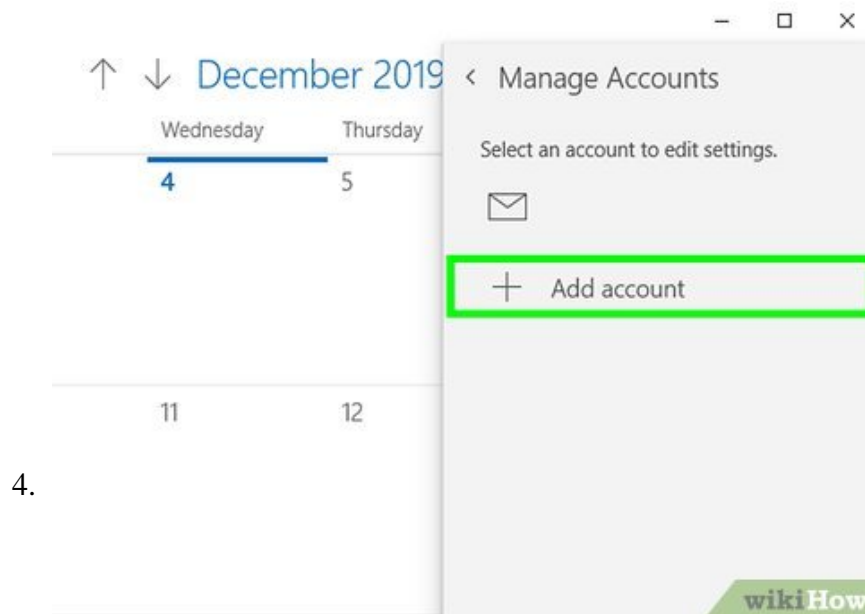 December 2019
Wednesday Thursday
4 5
11 12
Manage Accounts
Select an account to edit settings.
Add account
4.
wikiHow